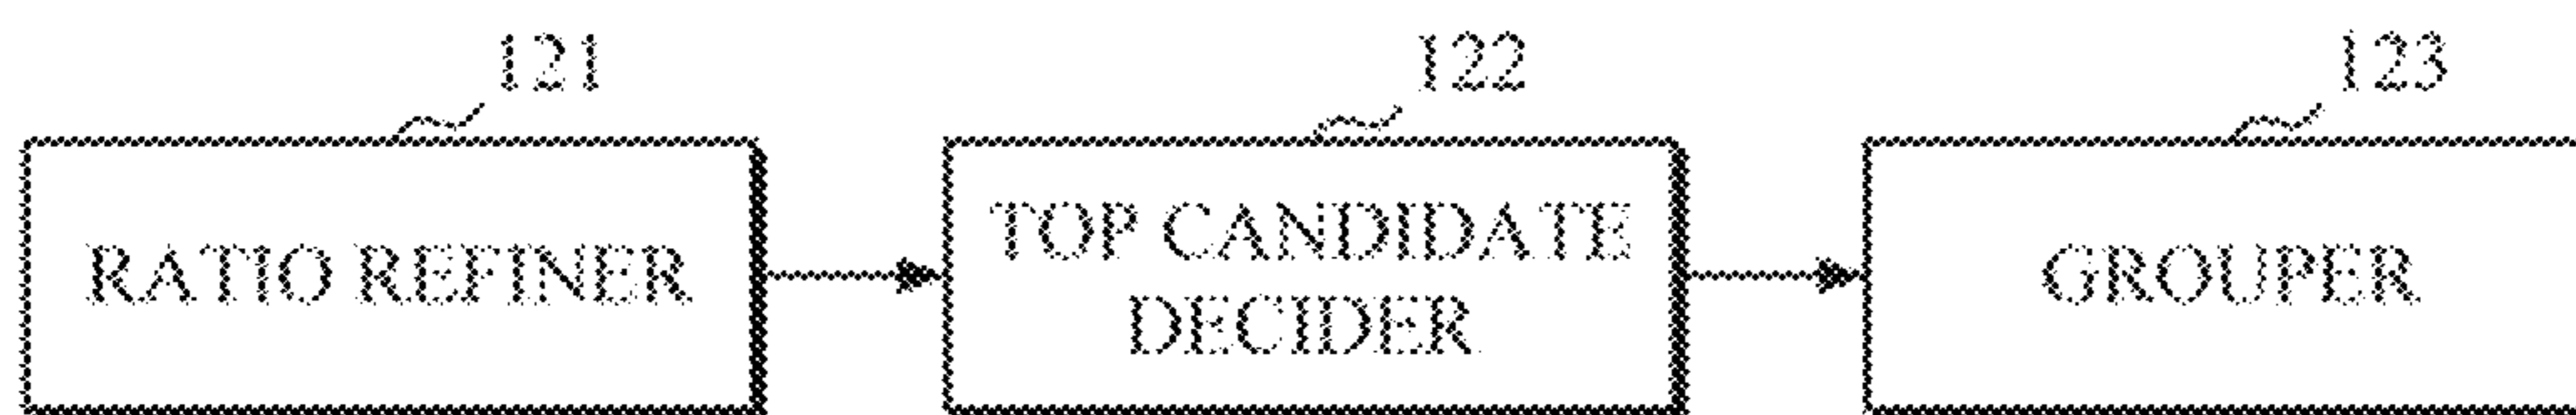 121
122
123
RATIO REFINER
TOP CANDIDATE
DECIDER
GROUPER